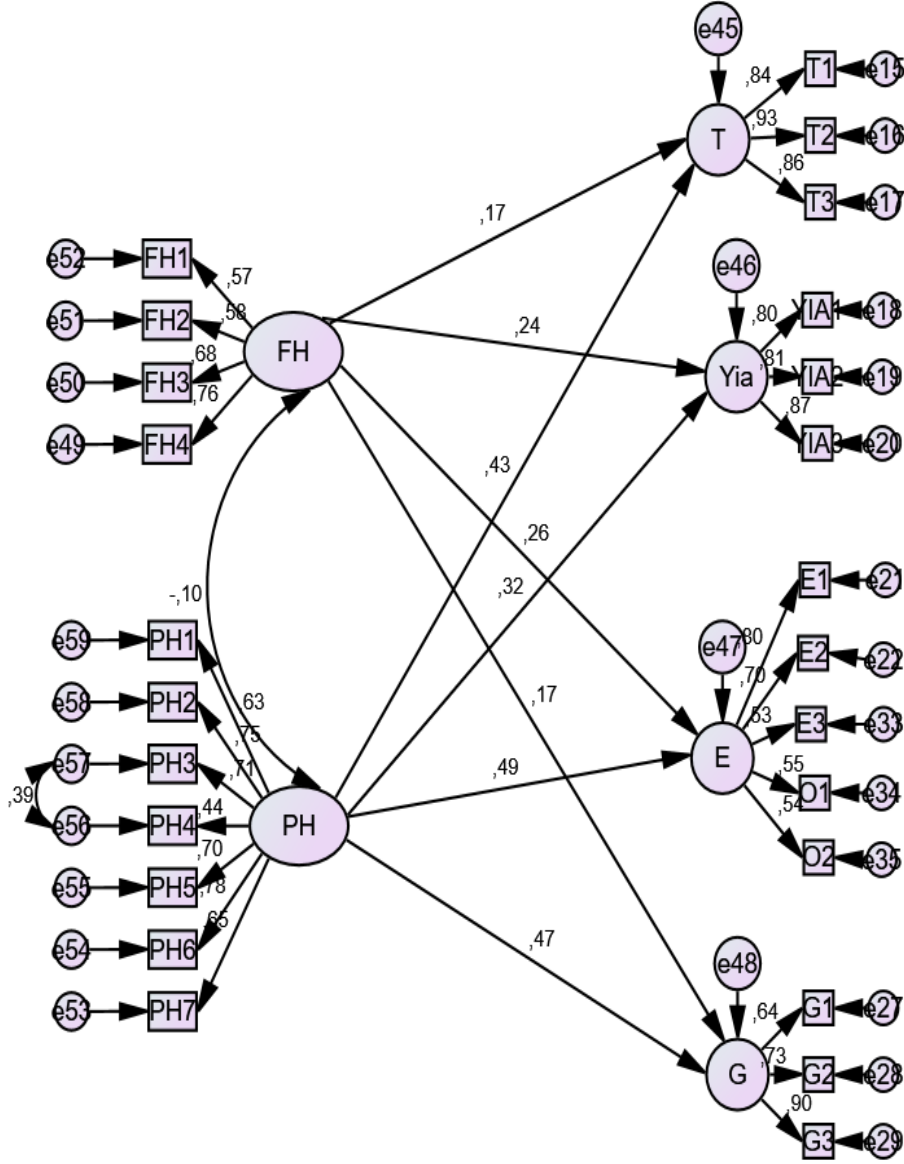 e45
,84
T1
e15
T
,93
T2
e16
,86
T3
e17
,17
e52
FH1
,57
e46
e51
FH2
,58
FH
,24
,80
YIA1
e18
,68
e50
FH3
,76
Yia
,81
YIA2
e19
,87
e49
FH4
YIA3
e20
,43
,26
-,10
,32
E1
e21
e59
PH1
e47
,80
E2
e22
,70
,63
,17
e58
PH2
,75
,53
E3
e33
e57
PH3
,71
,49
E
,55
O1
e34
,39
,44
,54
e56
PH4
PH
,70
O2
e35
e55
PH5
,78
,65
e54
PH6
,47
e48
e53
PH7
,64
G1
e27
G
,73
G2
e28
,90
G3
e29